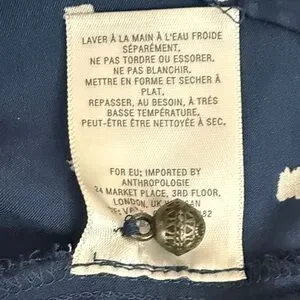 LAVER À LA MAIN À L'EAU FROIDE
SÉPARÉMENT.
NE PAS TORDRE OU ESSORER.
NE PAS BLANCHIR.
METTRE EN FORME ET SECHER À
PLAT.
REPASSER, AU BESOIN, À TRÈS
BASSE TEMPÉRATURE.
PEUT-ÊTRE ÊTRE NETTOYÉE À SEC.
FOR EU: IMPORTED BY
ANTHROPOLOGIE
24 MARKET PLACE, 3RD FLOOR,
LONDON, UK